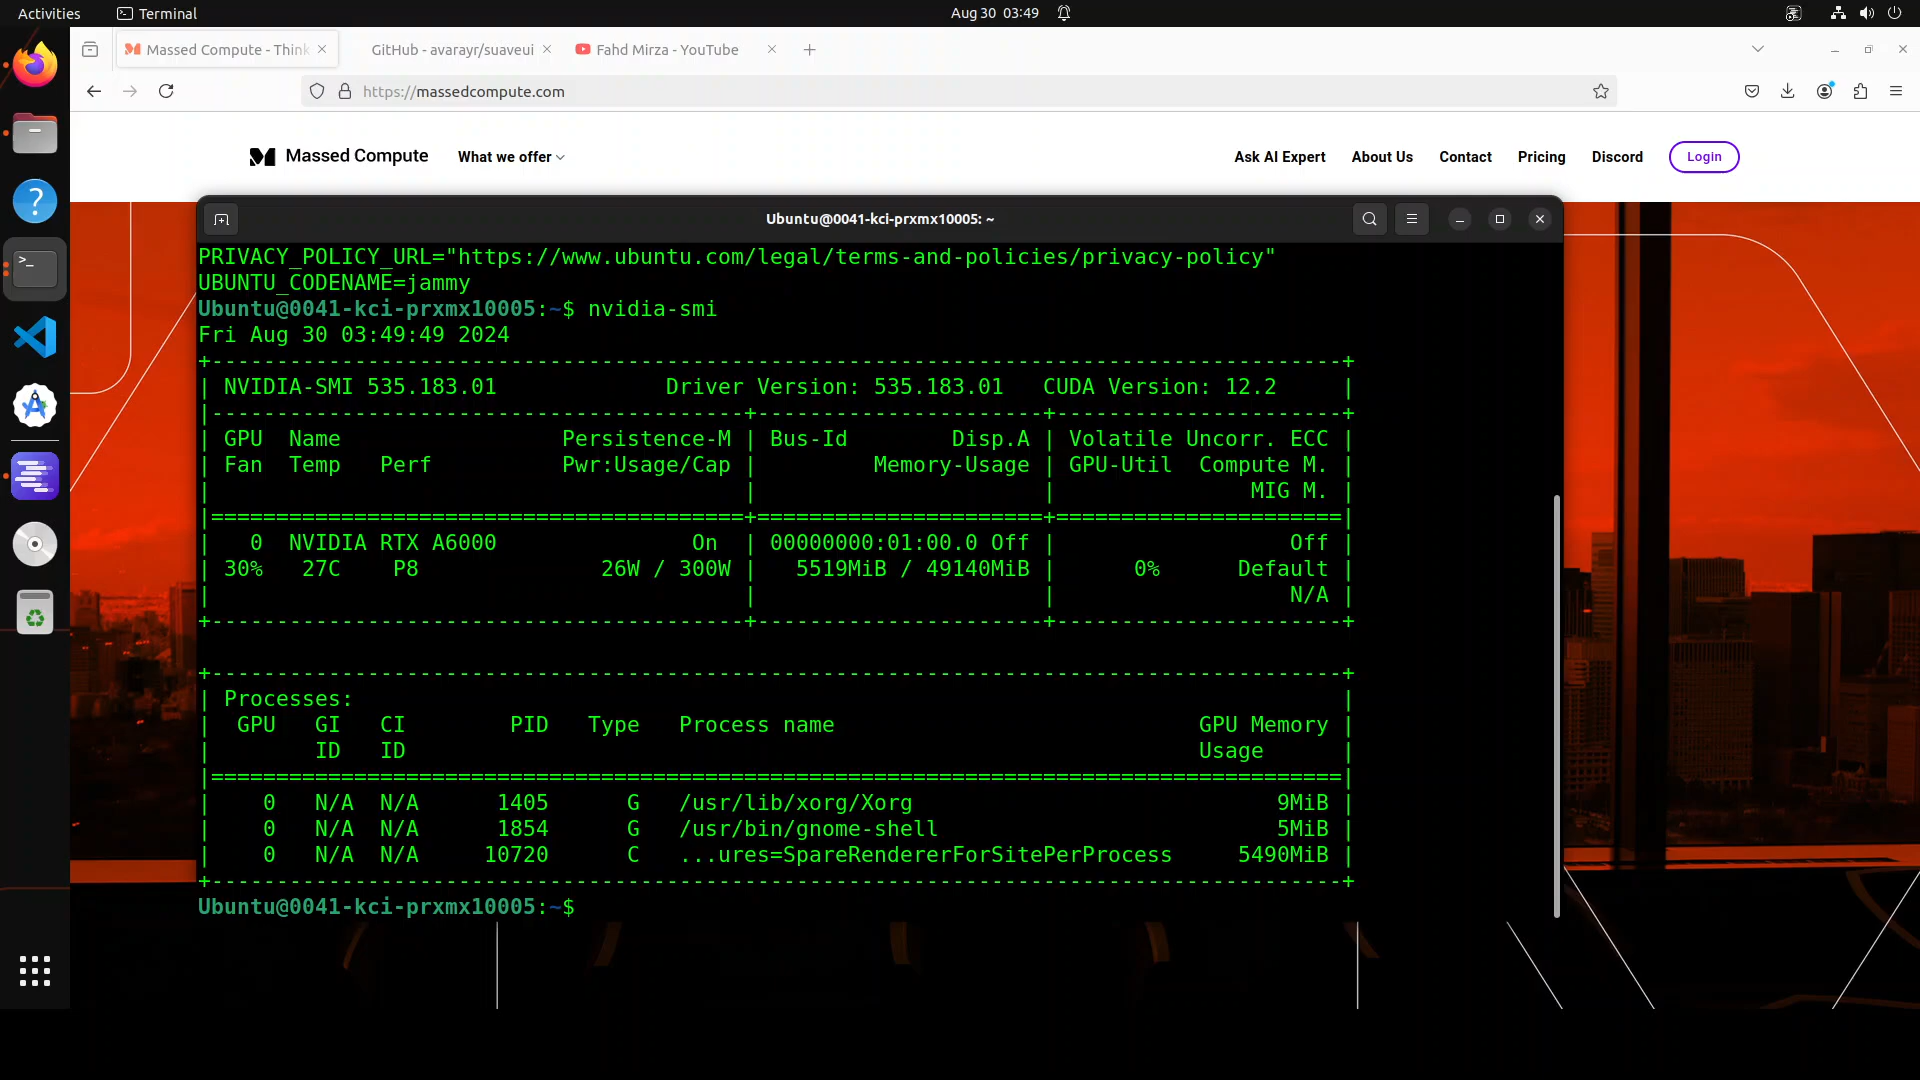 Activities
Terminal
Aug 30 03:49
Massed Compute - Think
GitHub - avarayr/suaveui
Fahd Mirza - YouTube
https://massedcompute.com
Massed Compute
What we offer
Ask AI Expert
About Us
Contact
Pricing
Discord
Login
Ubuntu@0041-kci-prxmx10005: ~
PRIVACY_POLICY_URL="https://www.ubuntu.com/legal/terms-and-policies/privacy-policy"
UBUNTU_CODENAME=jammy
Ubuntu@0041-kci-prxmx10005:~$ nvidia-smi
Fri Aug 30 03:49:49 2024
+---------------------------------------------------------------------------------------+
| NVIDIA-SMI 535.183.01             Driver Version: 535.183.01   CUDA Version: 12.2     |
|-----------------------------------------+----------------------+----------------------+
| GPU  Name                 Persistence-M | Bus-Id        Disp.A | Volatile Uncorr. ECC |
| Fan  Temp   Perf          Pwr:Usage/Cap |         Memory-Usage | GPU-Util  Compute M. |
|                                         |                      |               MIG M. |
|=========================================+======================+======================|
|   0  NVIDIA RTX A6000               On  | 00000000:01:00.0 Off |                  Off |
| 30%   27C    P8              26W / 300W |   5519MiB / 49140MiB |      0%      Default |
|                                         |                      |                  N/A |
+-----------------------------------------+----------------------+----------------------+
+---------------------------------------------------------------------------------------+
| Processes:                                                                            |
|  GPU   GI   CI        PID   Type   Process name                            GPU Memory |
|        ID   ID                                                             Usage      |
|=======================================================================================|
|    0   N/A  N/A      1405      G   /usr/lib/xorg/Xorg                            9MiB |
|    0   N/A  N/A      1854      G   /usr/bin/gnome-shell                          5MiB |
|    0   N/A  N/A     10720      C   ...ures=SpareRendererForSitePerProcess     5490MiB |
+---------------------------------------------------------------------------------------+
Ubuntu@0041-kci-prxmx10005:~$